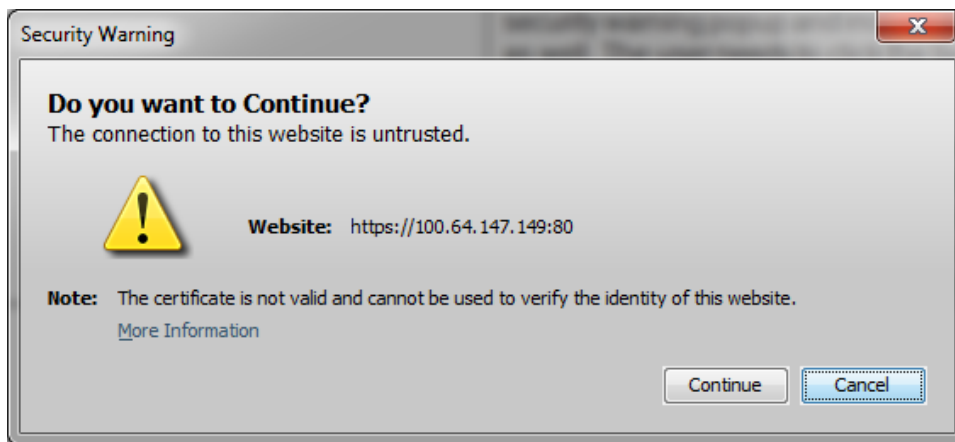 Security Warning
Do you want to Continue?
The connection to this website is untrusted.
Website: https://100.64.147.149:80
Note: The certificate is not valid and cannot be used to verify the identity of this website.
More Information
Continue Cancel